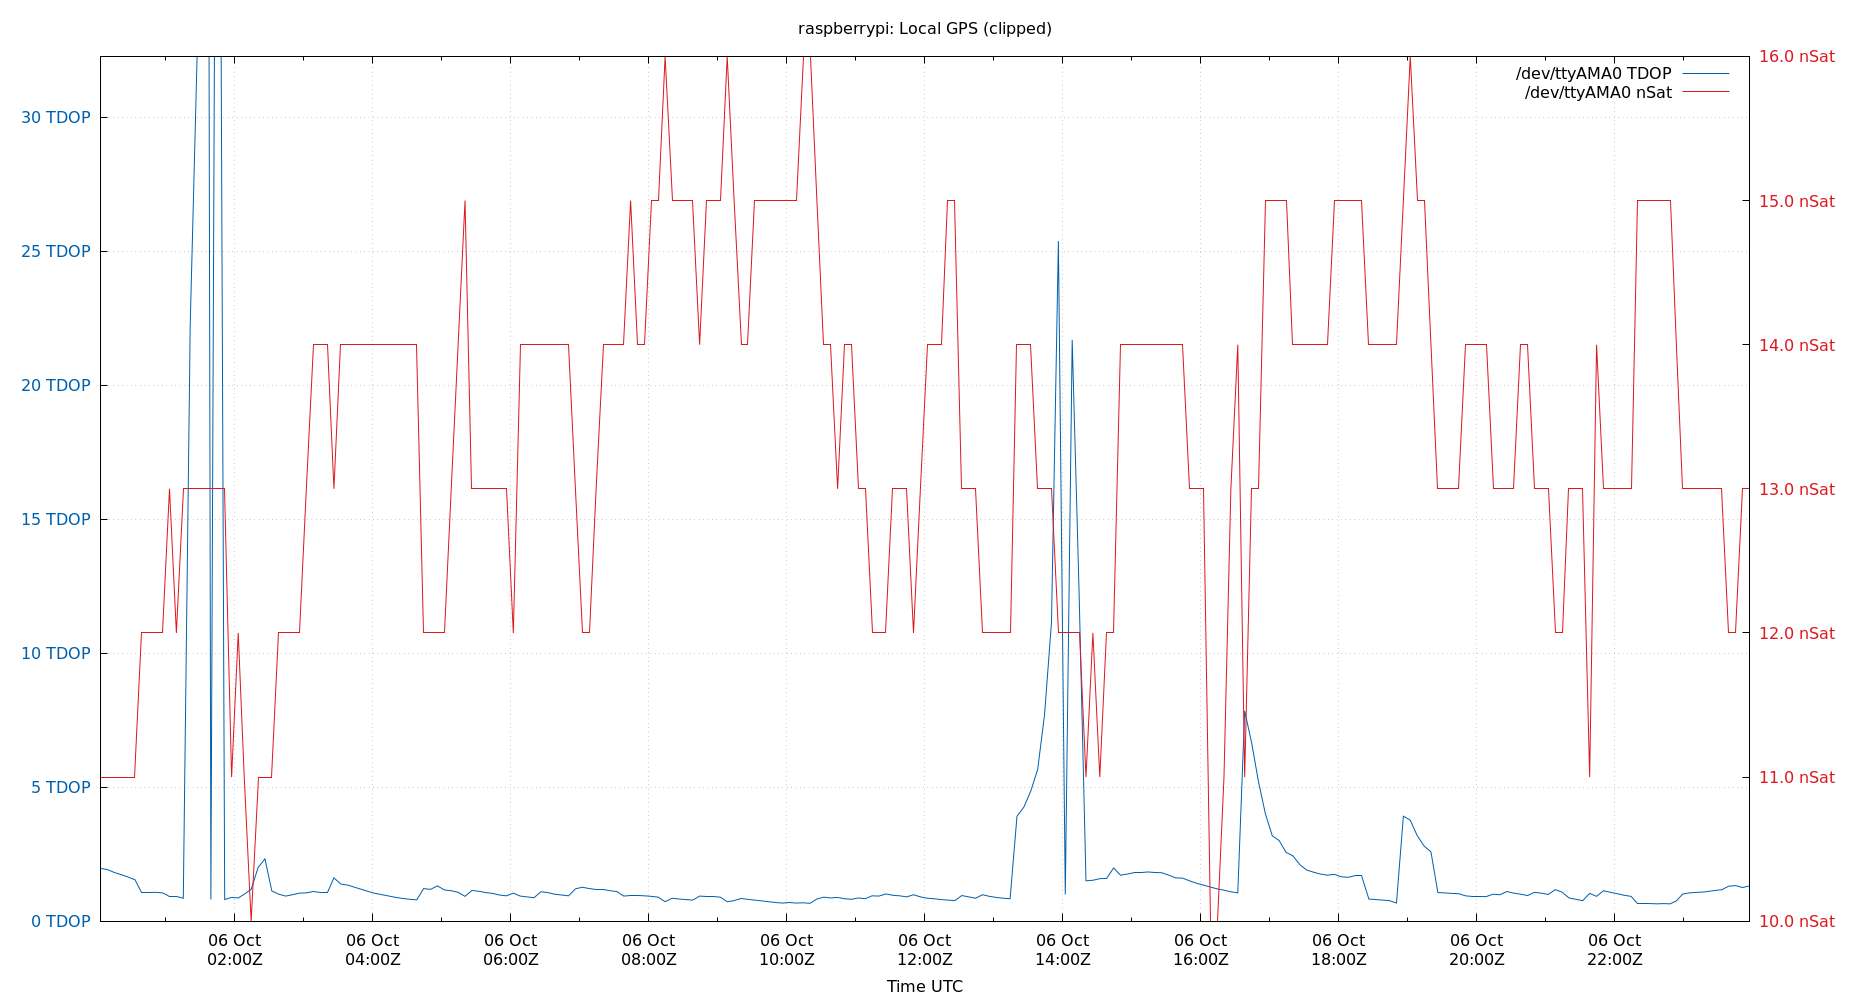 raspberrypi: Local GPS (clipped)
/dev/ttyAMA0 TDOP
/dev/ttyAMA0 nSat
30 TDOP
25 TDOP
20 TDOP
15 TDOP
10 TDOP
5 TDOP
0 TDOP
16.0 nSat
15.0 nSat
14.0 nSat
13.0 nSat
12.0 nSat
11.0 nSat
10.0 nSat
06 Oct 06 Oct 06 Oct 06 Oct 06 Oct 06 Oct 06 Oct 06 Oct 06 Oct 06 Oct 06 Oct
02:00Z 04:00Z 06:00Z 08:00Z 10:00Z 12:00Z 14:00Z 16:00Z 18:00Z 20:00Z 22:00Z
Time UTC